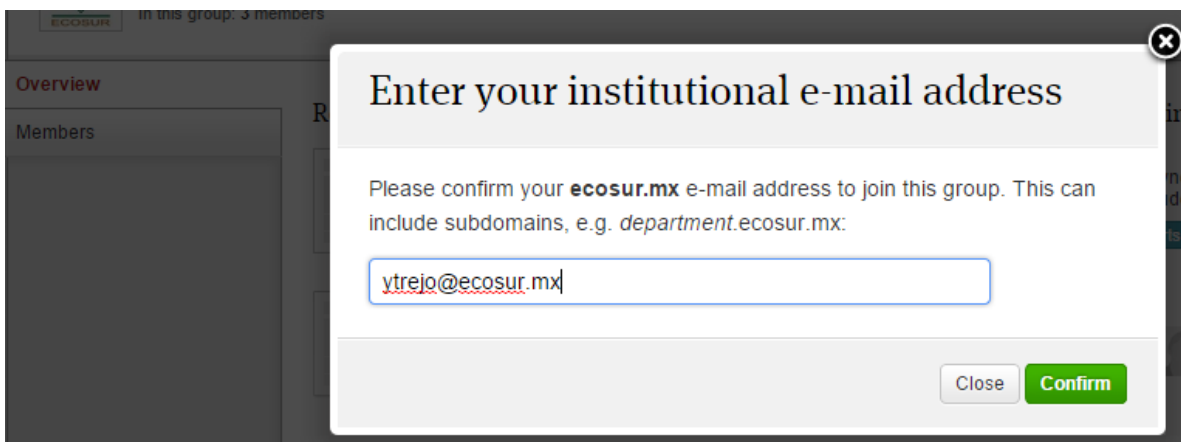 ECOSUR
In this group: 3 members
Overview
Members
R
Enter your institutional e-mail address
Please confirm your ecosur.mx e-mail address to join this group. This can
include subdomains, e.g. department.ecosur.mx:
ytrejo@ecosur.mx
Close Confirm